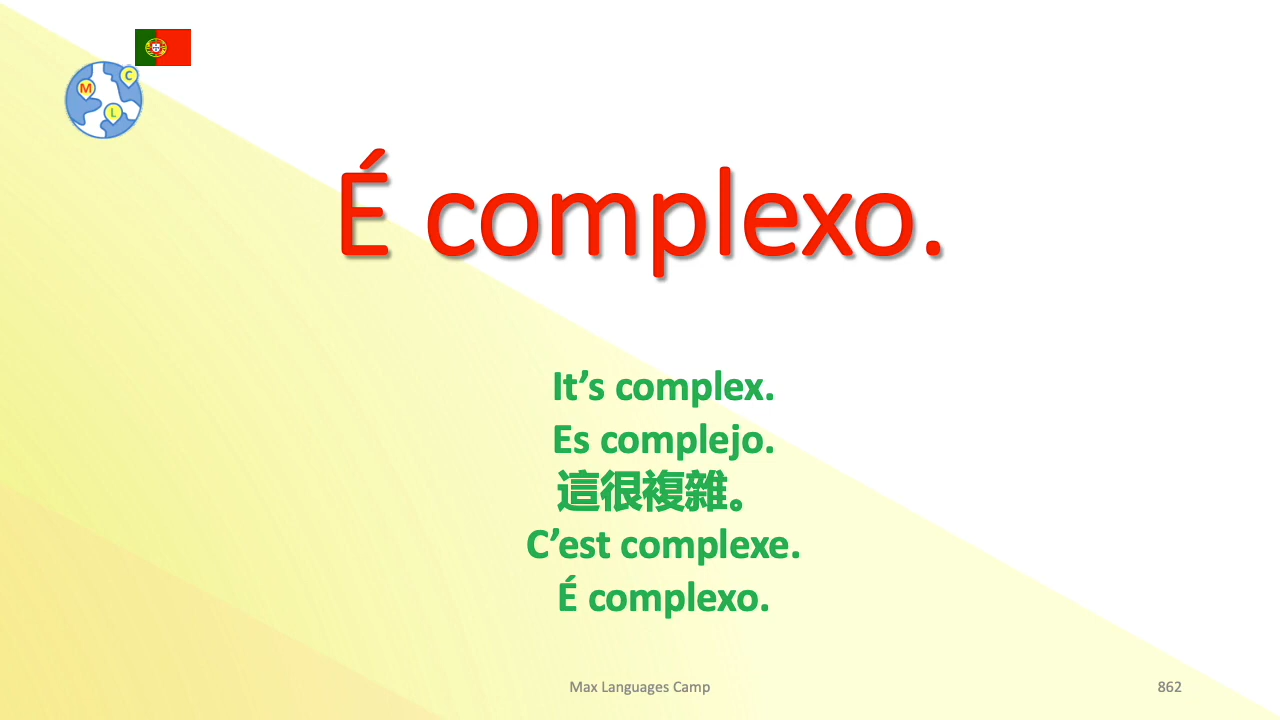 C
M
L
É complexo.
It’s complex.
Es complejo.
這很複雜。
C’est complexe.
É complexo.
Max Languages Camp
862